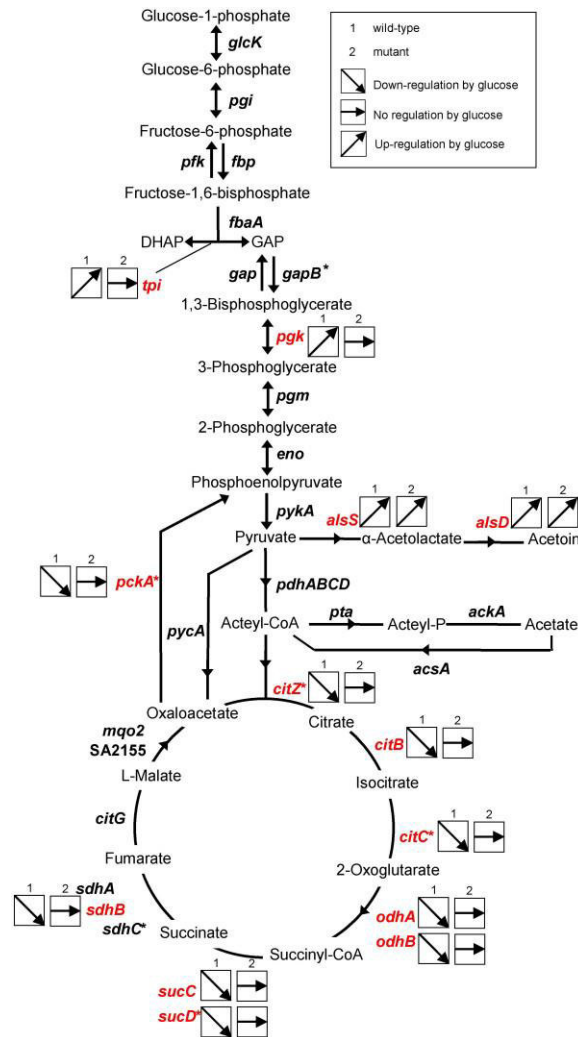 Glucose-1-phosphate
glcK
Glucose-6-phosphate
pgi
Fructose-6-phosphate
pfk fbp
Fructose-1,6-bisphosphate
fbaA
DHAP GAP
1 2
tpi
gap gapB*
1,3-Bisphosphoglycerate
1 2
pgk
3-Phosphoglycerate
pgm
2-Phosphoglycerate
eno
Phosphoenolpyruvate
pykA
1 2
alsS
1 2
alsD
Pyruvate α-Acetolactate Acetoin
1 2
pckA*
pdhABCD
pycA
pta ackA
Acteyl-CoA Acteyl-P Acetate
acsA
1 2
citZ*
Oxaloacetate
Citrate
mqo2
SA2155
1 2
citB
L-Malate
Isocitrate
citG
1 2
citC*
Fumarate
2-Oxoglutarate
1 2
sdhA
sdhB
sdhC*
Succinate
1 2
odhA
odhB
Succinyl-CoA
1 2
sucC
sucD*
1 wild-type
2 mutant
Down-regulation by glucose
No regulation by glucose
Up-regulation by glucose